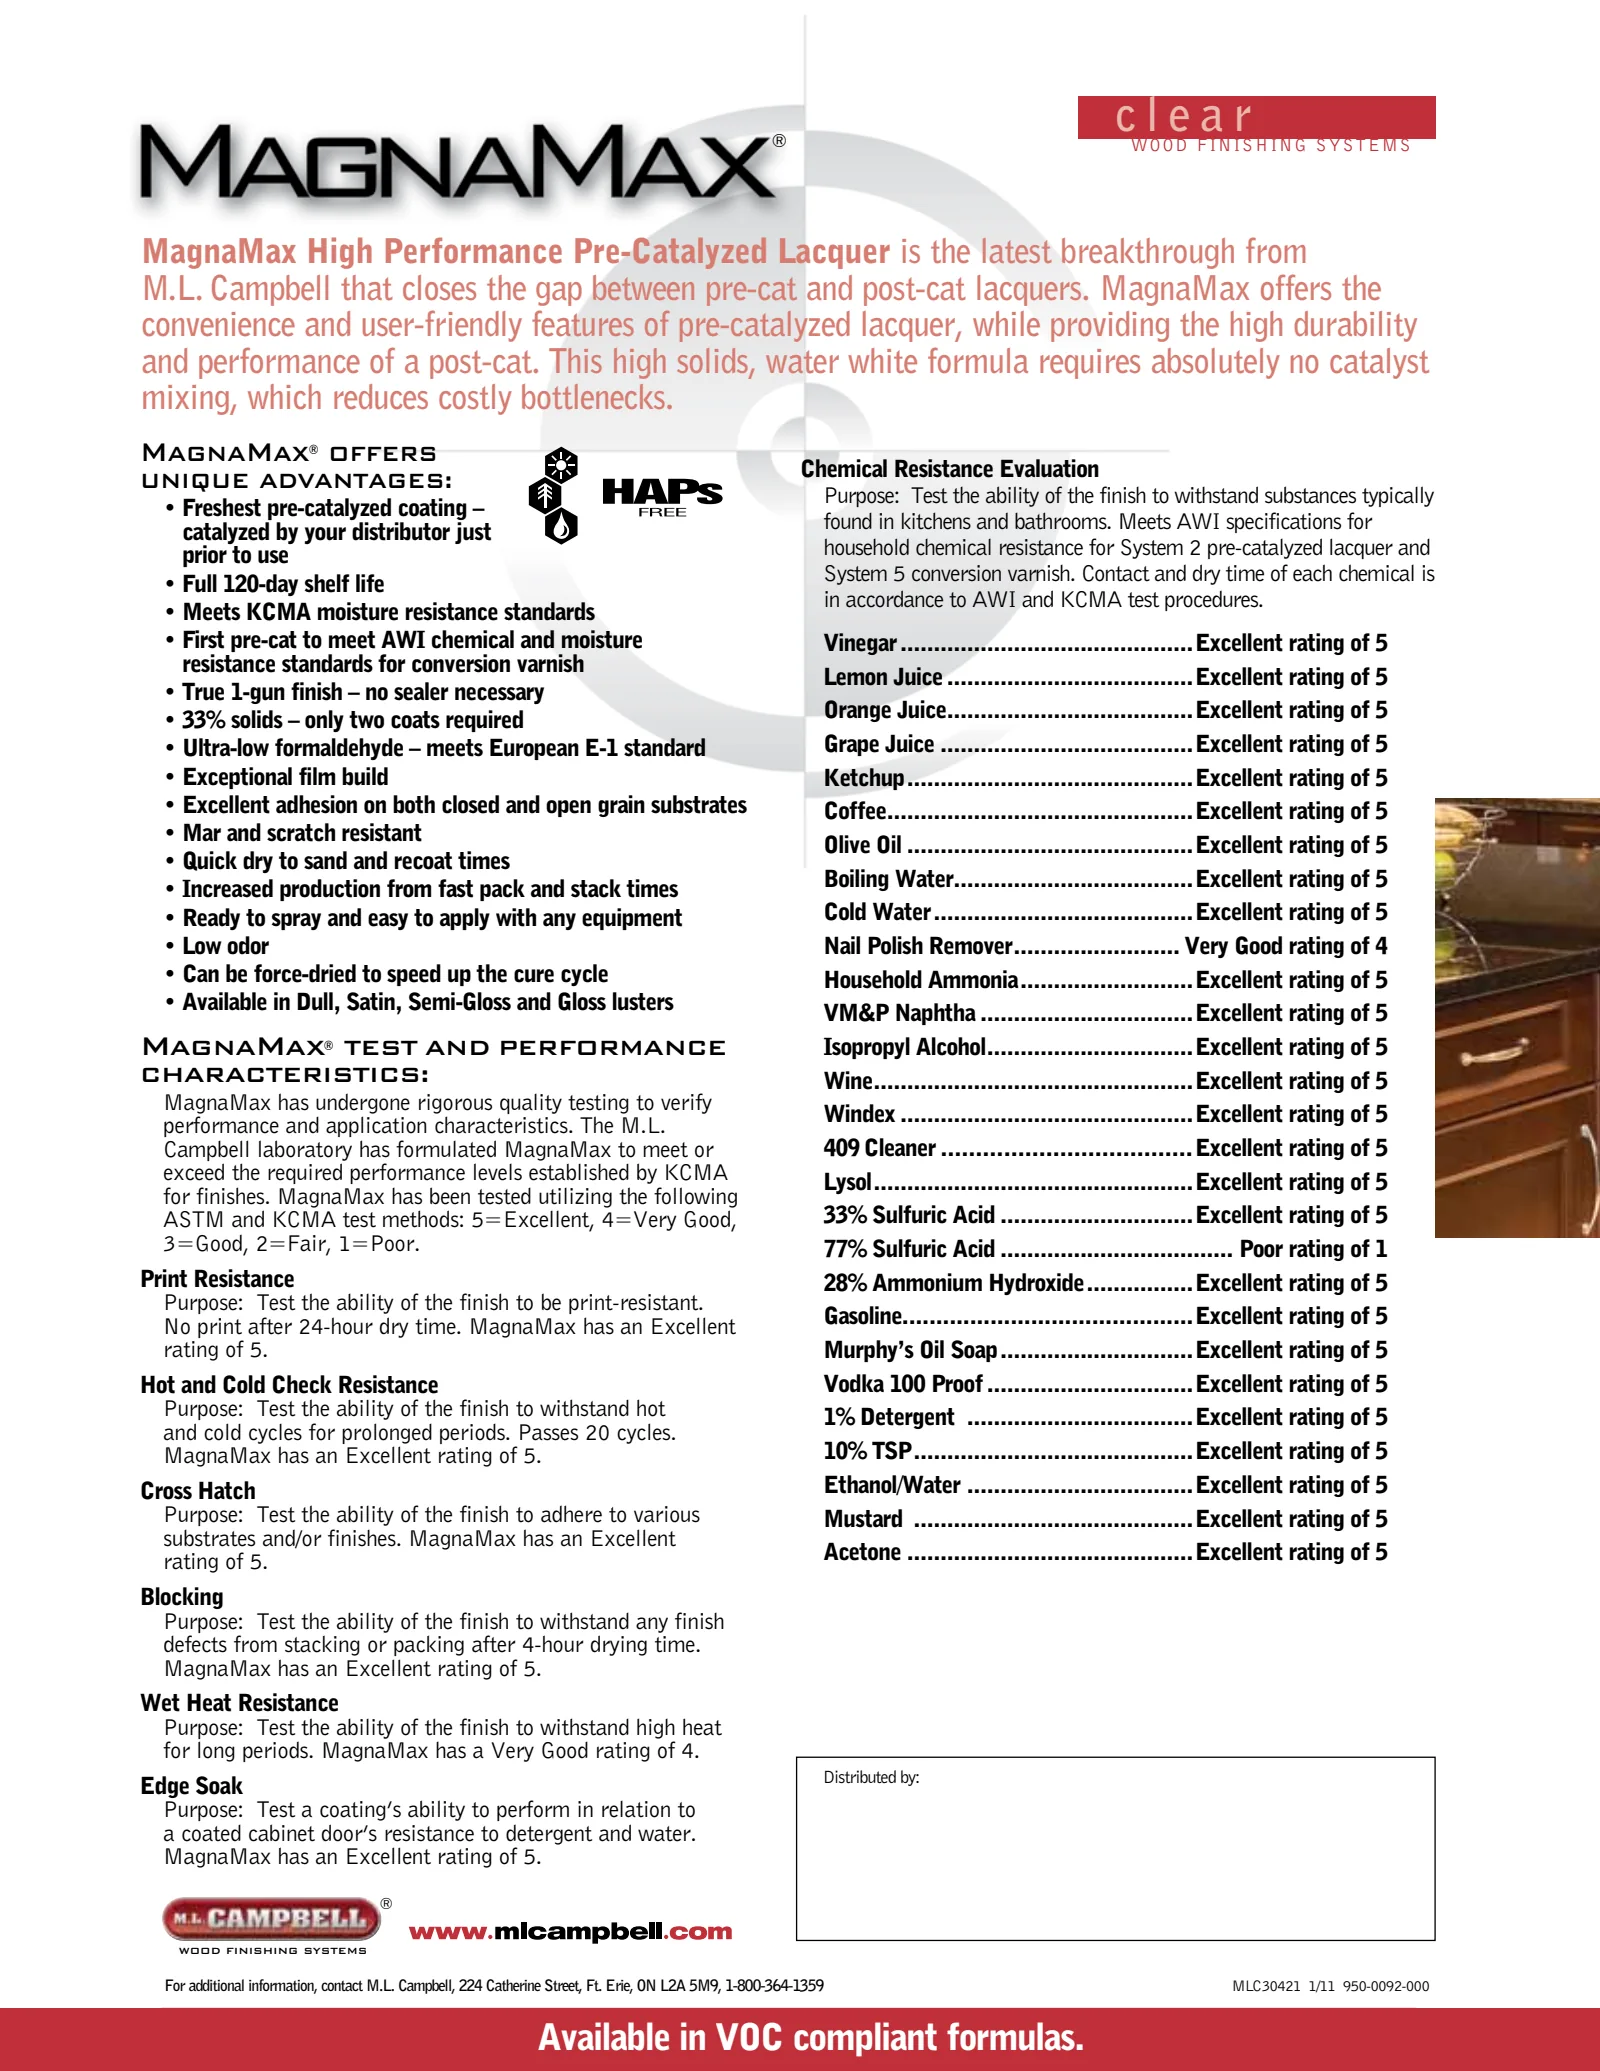 MAGNAMAX®
clear
WOOD FINISHING SYSTEMS
MagnaMax High Performance Pre-Catalyzed Lacquer is the latest breakthrough from
M.L. Campbell that closes the gap between pre-cat and post-cat lacquers. MagnaMax offers the
convenience and user-friendly features of pre-catalyzed lacquer, while providing the high durability
and performance of a post-cat. This high solids, water white formula requires absolutely no catalyst
mixing, which reduces costly bottlenecks.
MAGNAMAX® OFFERS
UNIQUE ADVANTAGES:
HAPs
FREE
• Freshest pre-catalyzed coating –
catalyzed by your distributor just
prior to use
• Full 120-day shelf life
• Meets KCMA moisture resistance standards
• First pre-cat to meet AWI chemical and moisture
resistance standards for conversion varnish
• True 1-gun finish – no sealer necessary
• 33% solids – only two coats required
• Ultra-low formaldehyde – meets European E-1 standard
• Exceptional film build
• Excellent adhesion on both closed and open grain substrates
• Mar and scratch resistant
• Quick dry to sand and recoat times
• Increased production from fast pack and stack times
• Ready to spray and easy to apply with any equipment
• Low odor
• Can be force-dried to speed up the cure cycle
• Available in Dull, Satin, Semi-Gloss and Gloss lusters
MAGNAMAX® TEST AND PERFORMANCE
CHARACTERISTICS:
MagnaMax has undergone rigorous quality testing to verify
performance and application characteristics. The M.L.
Campbell laboratory has formulated MagnaMax to meet or
exceed the required performance levels established by KCMA
for finishes. MagnaMax has been tested utilizing the following
ASTM and KCMA test methods: 5=Excellent, 4=Very Good,
3=Good, 2=Fair, 1=Poor.
Print Resistance
Purpose: Test the ability of the finish to be print-resistant.
No print after 24-hour dry time. MagnaMax has an Excellent
rating of 5.
Hot and Cold Check Resistance
Purpose: Test the ability of the finish to withstand hot
and cold cycles for prolonged periods. Passes 20 cycles.
MagnaMax has an Excellent rating of 5.
Cross Hatch
Purpose: Test the ability of the finish to adhere to various
substrates and/or finishes. MagnaMax has an Excellent
rating of 5.
Blocking
Purpose: Test the ability of the finish to withstand any finish
defects from stacking or packing after 4-hour drying time.
MagnaMax has an Excellent rating of 5.
Wet Heat Resistance
Purpose: Test the ability of the finish to withstand high heat
for long periods. MagnaMax has a Very Good rating of 4.
Edge Soak
Purpose: Test a coating's ability to perform in relation to
a coated cabinet door's resistance to detergent and water.
MagnaMax has an Excellent rating of 5.
Chemical Resistance Evaluation
Purpose: Test the ability of the finish to withstand substances typically
found in kitchens and bathrooms. Meets AWI specifications for
household chemical resistance for System 2 pre-catalyzed lacquer and
System 5 conversion varnish. Contact and dry time of each chemical is
in accordance to AWI and KCMA test procedures.
Vinegar ............................................ Excellent rating of 5
Lemon Juice ..................................... Excellent rating of 5
Orange Juice..................................... Excellent rating of 5
Grape Juice ...................................... Excellent rating of 5
Ketchup........................................... Excellent rating of 5
Coffee.............................................. Excellent rating of 5
Olive Oil ........................................... Excellent rating of 5
Boiling Water.................................... Excellent rating of 5
Cold Water ....................................... Excellent rating of 5
Nail Polish Remover......................... Very Good rating of 4
Household Ammonia.......................... Excellent rating of 5
VM&P Naphtha ................................ Excellent rating of 5
Isopropyl Alcohol............................... Excellent rating of 5
Wine................................................ Excellent rating of 5
Windex ............................................ Excellent rating of 5
409 Cleaner .................................... Excellent rating of 5
Lysol................................................ Excellent rating of 5
33% Sulfuric Acid ............................. Excellent rating of 5
77% Sulfuric Acid ................................... Poor rating of 1
28% Ammonium Hydroxide................ Excellent rating of 5
Gasoline............................................ Excellent rating of 5
Murphy's Oil Soap............................. Excellent rating of 5
Vodka 100 Proof ............................... Excellent rating of 5
1% Detergent .................................. Excellent rating of 5
10% TSP.......................................... Excellent rating of 5
Ethanol/Water .................................. Excellent rating of 5
Mustard .......................................... Excellent rating of 5
Acetone ........................................... Excellent rating of 5
Distributed by:
M.L. CAMPBELL®
WOOD FINISHING SYSTEMS
www.mlcampbell.com
For additional information, contact M.L. Campbell, 224 Catherine Street, Ft. Erie, ON L2A 5M9, 1-800-364-1359
MLC30421 1/11 950-0092-000
Available in VOC compliant formulas.